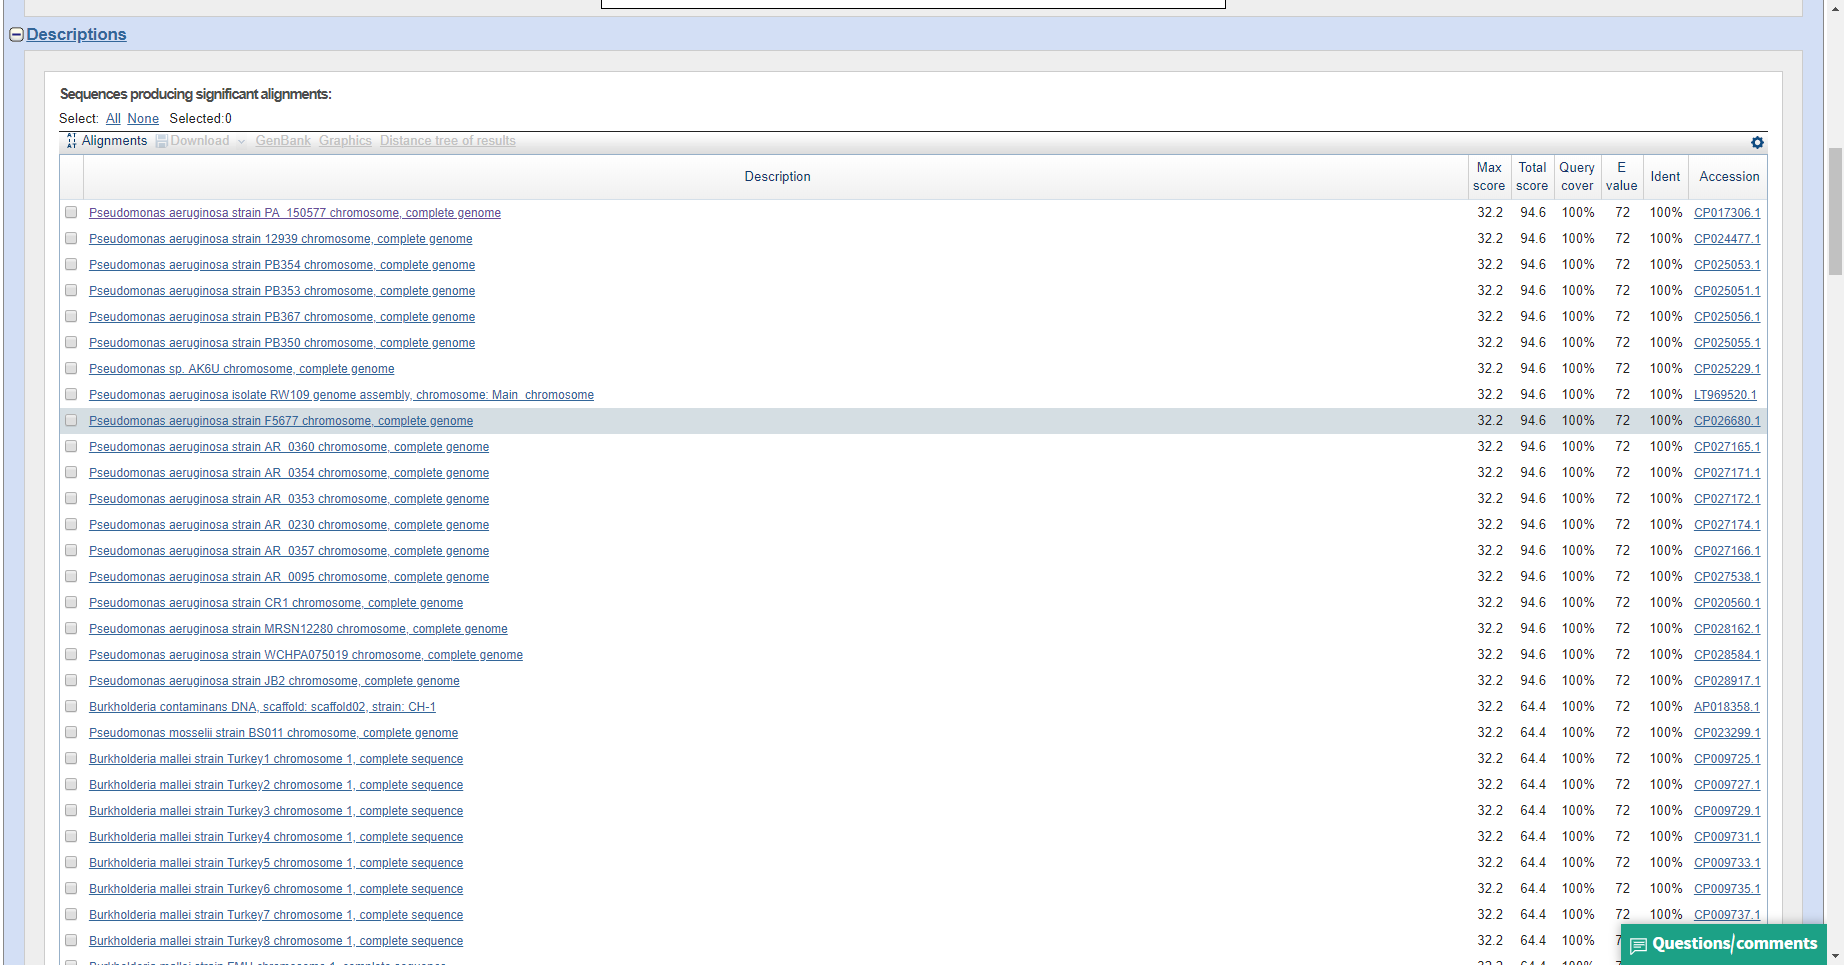 Descriptions
Sequences producing significant alignments:
Select: All None Selected:0
Alignments Download GenBank Graphics Distance tree of results
Description Max score Total score Query cover E value Ident Accession
Pseudomonas aeruginosa strain PA_150577 chromosome, complete genome 32.2 94.6 100% 72 100% CP017306.1
Pseudomonas aeruginosa strain 12939 chromosome, complete genome 32.2 94.6 100% 72 100% CP024477.1
Pseudomonas aeruginosa strain PB354 chromosome, complete genome 32.2 94.6 100% 72 100% CP025053.1
Pseudomonas aeruginosa strain PB353 chromosome, complete genome 32.2 94.6 100% 72 100% CP025051.1
Pseudomonas aeruginosa strain PB367 chromosome, complete genome 32.2 94.6 100% 72 100% CP025056.1
Pseudomonas aeruginosa strain PB350 chromosome, complete genome 32.2 94.6 100% 72 100% CP025055.1
Pseudomonas sp. AK6U chromosome, complete genome 32.2 94.6 100% 72 100% CP025229.1
Pseudomonas aeruginosa isolate RW109 genome assembly, chromosome: Main_chromosome 32.2 94.6 100% 72 100% LT969520.1
Pseudomonas aeruginosa strain F5677 chromosome, complete genome 32.2 94.6 100% 72 100% CP026680.1
Pseudomonas aeruginosa strain AR_0360 chromosome, complete genome 32.2 94.6 100% 72 100% CP027165.1
Pseudomonas aeruginosa strain AR_0354 chromosome, complete genome 32.2 94.6 100% 72 100% CP027171.1
Pseudomonas aeruginosa strain AR_0353 chromosome, complete genome 32.2 94.6 100% 72 100% CP027172.1
Pseudomonas aeruginosa strain AR_0230 chromosome, complete genome 32.2 94.6 100% 72 100% CP027174.1
Pseudomonas aeruginosa strain AR_0357 chromosome, complete genome 32.2 94.6 100% 72 100% CP027166.1
Pseudomonas aeruginosa strain AR_0095 chromosome, complete genome 32.2 94.6 100% 72 100% CP027538.1
Pseudomonas aeruginosa strain CR1 chromosome, complete genome 32.2 94.6 100% 72 100% CP020560.1
Pseudomonas aeruginosa strain MRSN12280 chromosome, complete genome 32.2 94.6 100% 72 100% CP028162.1
Pseudomonas aeruginosa strain WCHPA075019 chromosome, complete genome 32.2 94.6 100% 72 100% CP028584.1
Pseudomonas aeruginosa strain JB2 chromosome, complete genome 32.2 94.6 100% 72 100% CP028917.1
Burkholderia contaminans DNA, scaffold: scaffold02, strain: CH-1 32.2 64.4 100% 72 100% AP018358.1
Pseudomonas mosselii strain BS011 chromosome, complete genome 32.2 64.4 100% 72 100% CP023299.1
Burkholderia mallei strain Turkey1 chromosome 1, complete sequence 32.2 64.4 100% 72 100% CP009725.1
Burkholderia mallei strain Turkey2 chromosome 1, complete sequence 32.2 64.4 100% 72 100% CP009727.1
Burkholderia mallei strain Turkey3 chromosome 1, complete sequence 32.2 64.4 100% 72 100% CP009729.1
Burkholderia mallei strain Turkey4 chromosome 1, complete sequence 32.2 64.4 100% 72 100% CP009731.1
Burkholderia mallei strain Turkey5 chromosome 1, complete sequence 32.2 64.4 100% 72 100% CP009733.1
Burkholderia mallei strain Turkey6 chromosome 1, complete sequence 32.2 64.4 100% 72 100% CP009735.1
Burkholderia mallei strain Turkey7 chromosome 1, complete sequence 32.2 64.4 100% 72 100% CP009737.1
Burkholderia mallei strain Turkey8 chromosome 1, complete sequence 32.2 64.4 100%
Questions/comments